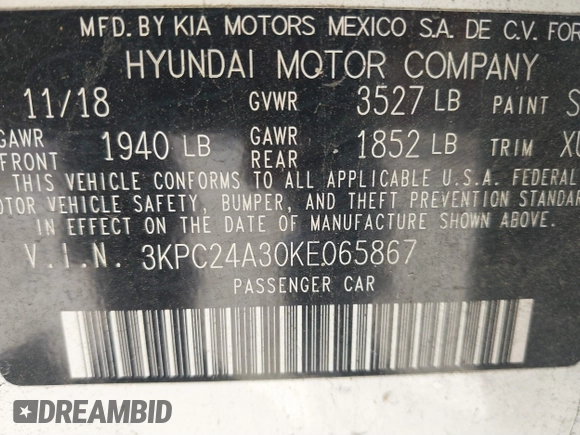 MFD. BY KIA MOTORS MEXICO S.A. DE C.V. FOR
HYUNDAI MOTOR COMPANY
11/18 GVWR 3527 LB PAINT
GAWR FRONT 1940 LB GAWR REAR 1852 LB TRIM
THIS VEHICLE CONFORMS TO ALL APPLICABLE U.S.A. FEDERAL
MOTOR VEHICLE SAFETY, BUMPER, AND THEFT PREVENTION STANDARD
IN EFFECT ON THE DATE OF MANUFACTURE SHOWN ABOVE.
V.I.N. 3KPC24A30KE065867
PASSENGER CAR
DREAMBID